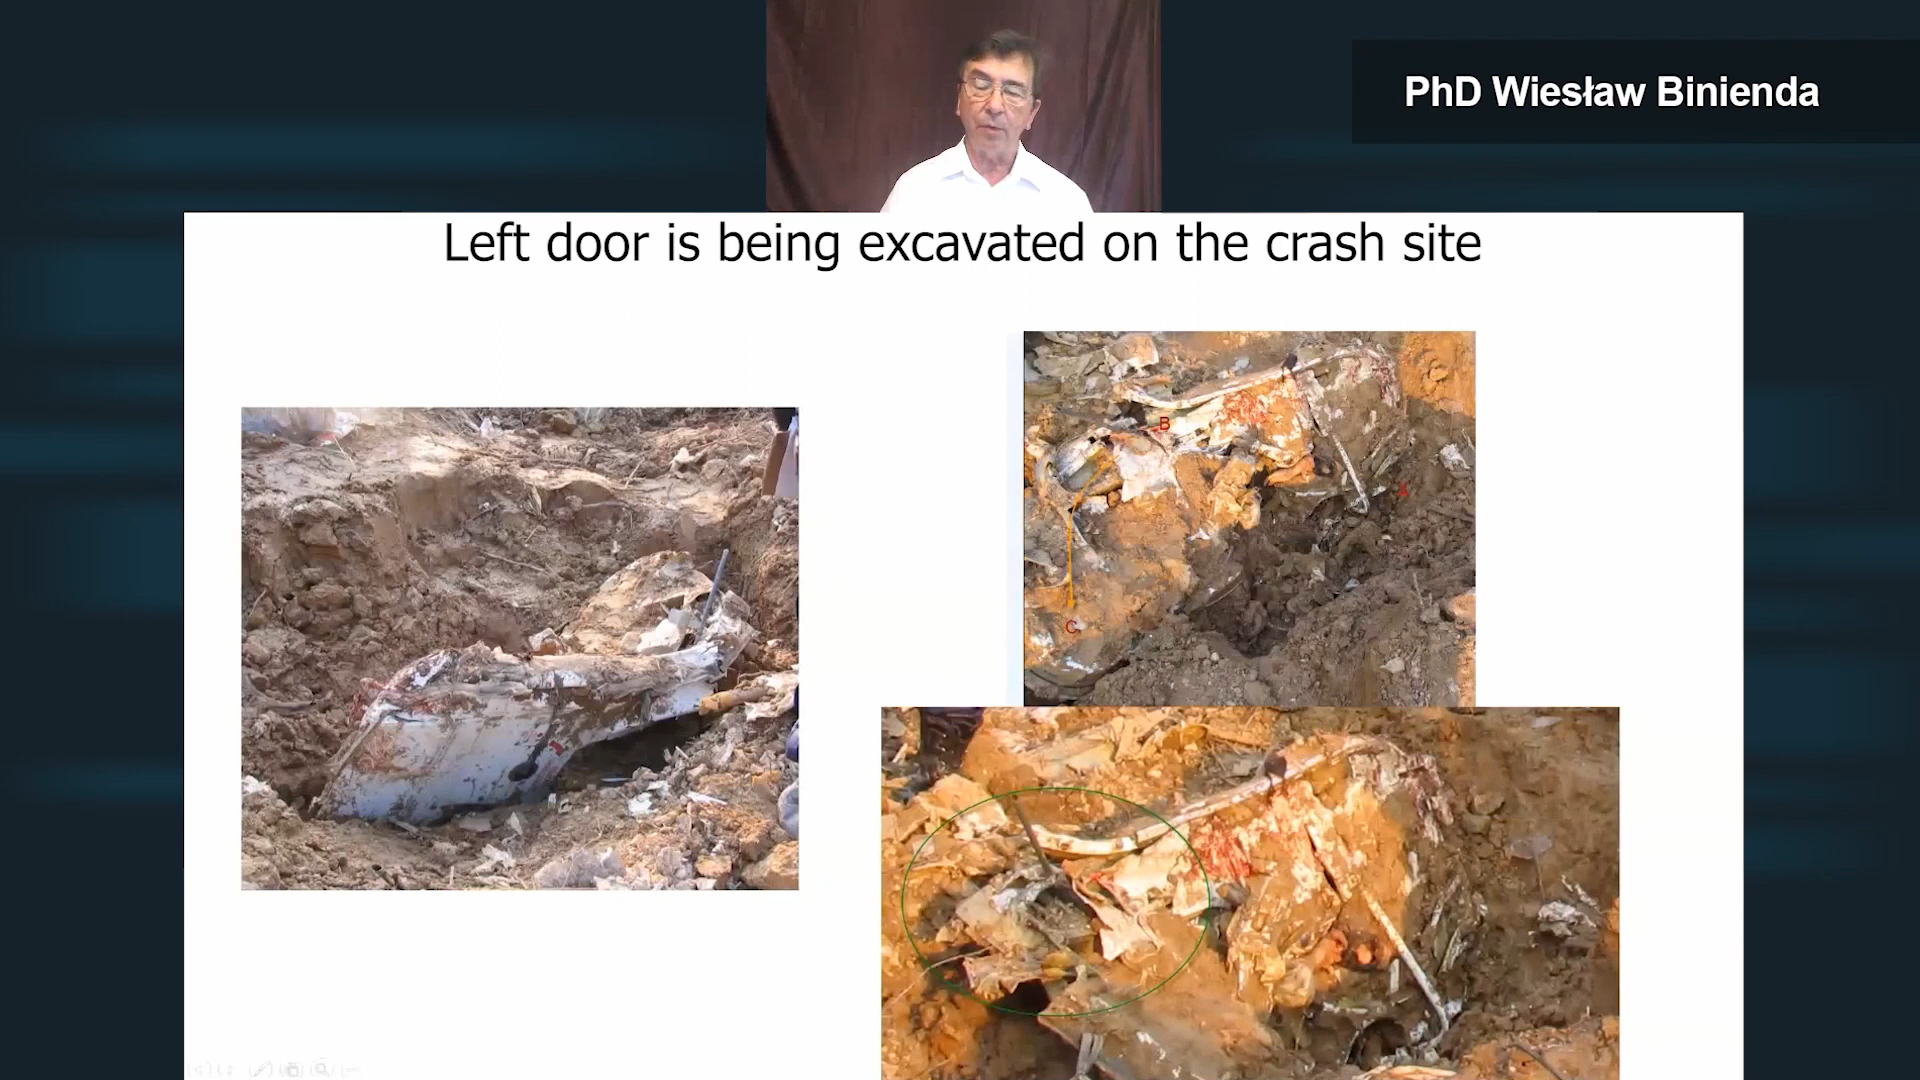 PhD Wiesław Binienda
Left door is being excavated on the crash site
B
A
C